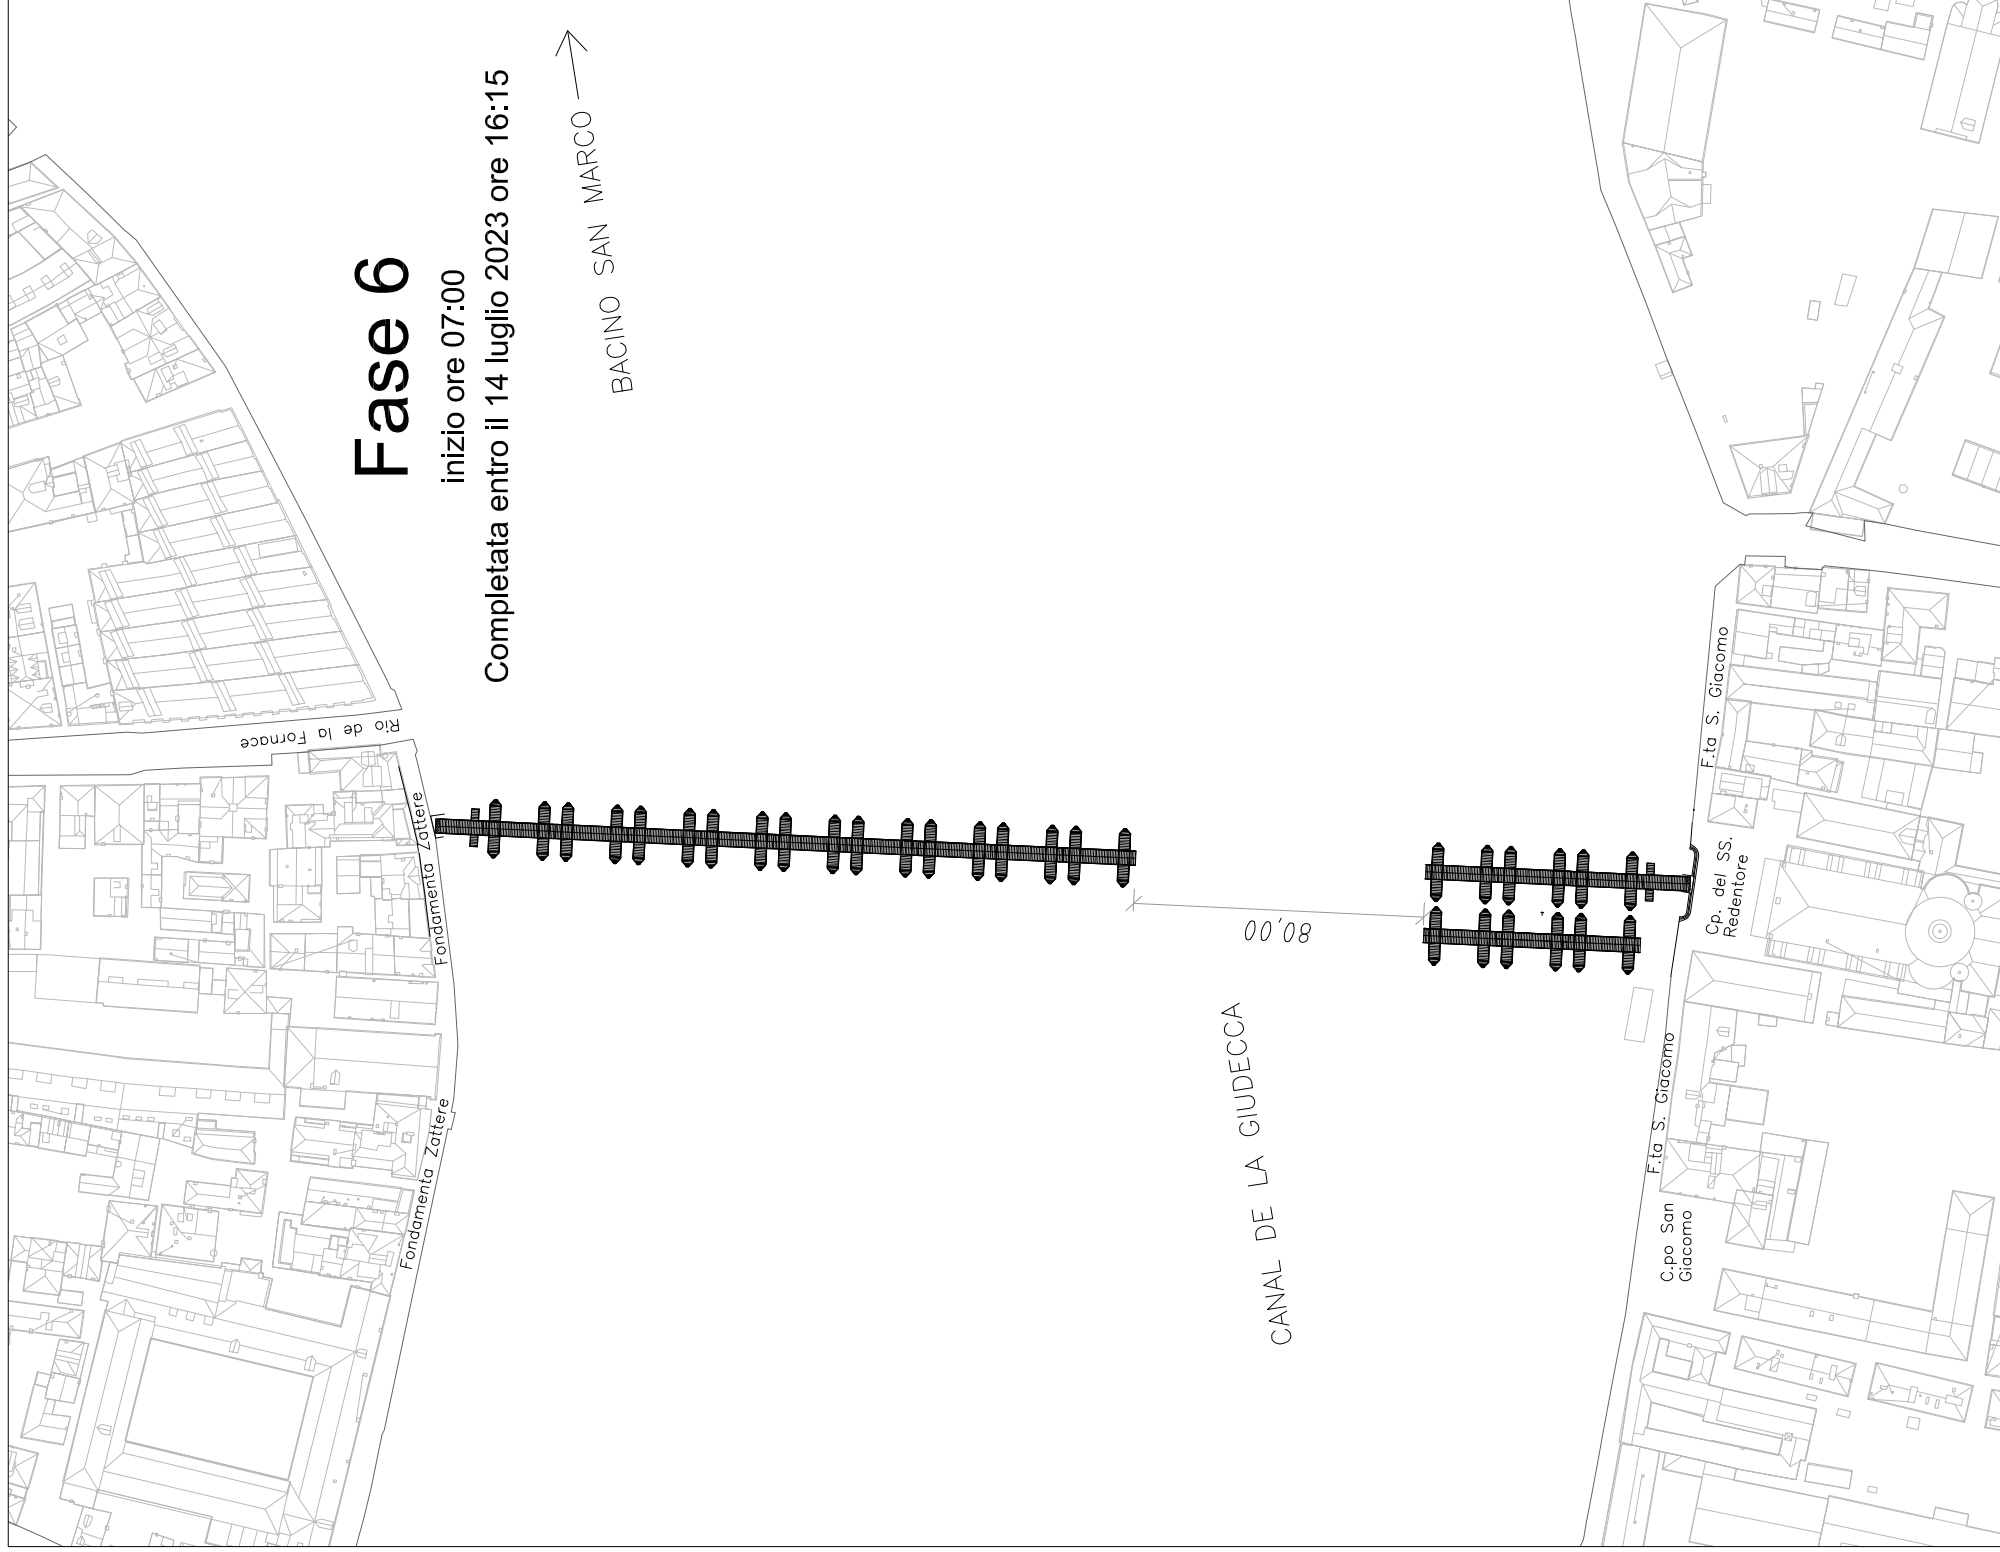 Fase 6
inizio ore 07:00
Completata entro il 14 luglio 2023 ore 16:15
BACINO SAN MARCO
Rio de la Fornace
Fondamenta Zattere
Fondamenta Zattere
80,00
CANAL DE LA GIUDECCA
F.ta S. Giacomo
Cp. del SS.
Redentore
F.ta S. Giacomo
C.po San
Giacomo